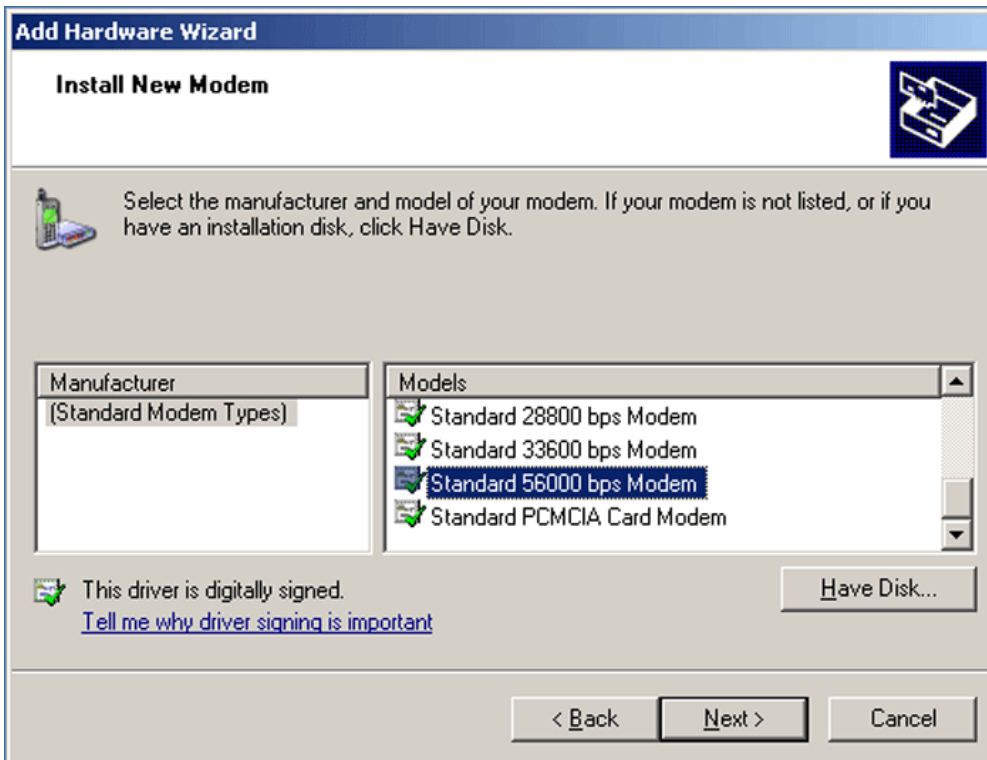 Add Hardware Wizard
Install New Modem
Select the manufacturer and model of your modem. If your modem is not listed, or if you
have an installation disk, click Have Disk.
Manufacturer
(Standard Modem Types)
Models
Standard 28800 bps Modem
Standard 33600 bps Modem
Standard 56000 bps Modem
Standard PCMCIA Card Modem
This driver is digitally signed.
Tell me why driver signing is important
Have Disk...
< Back
Next >
Cancel